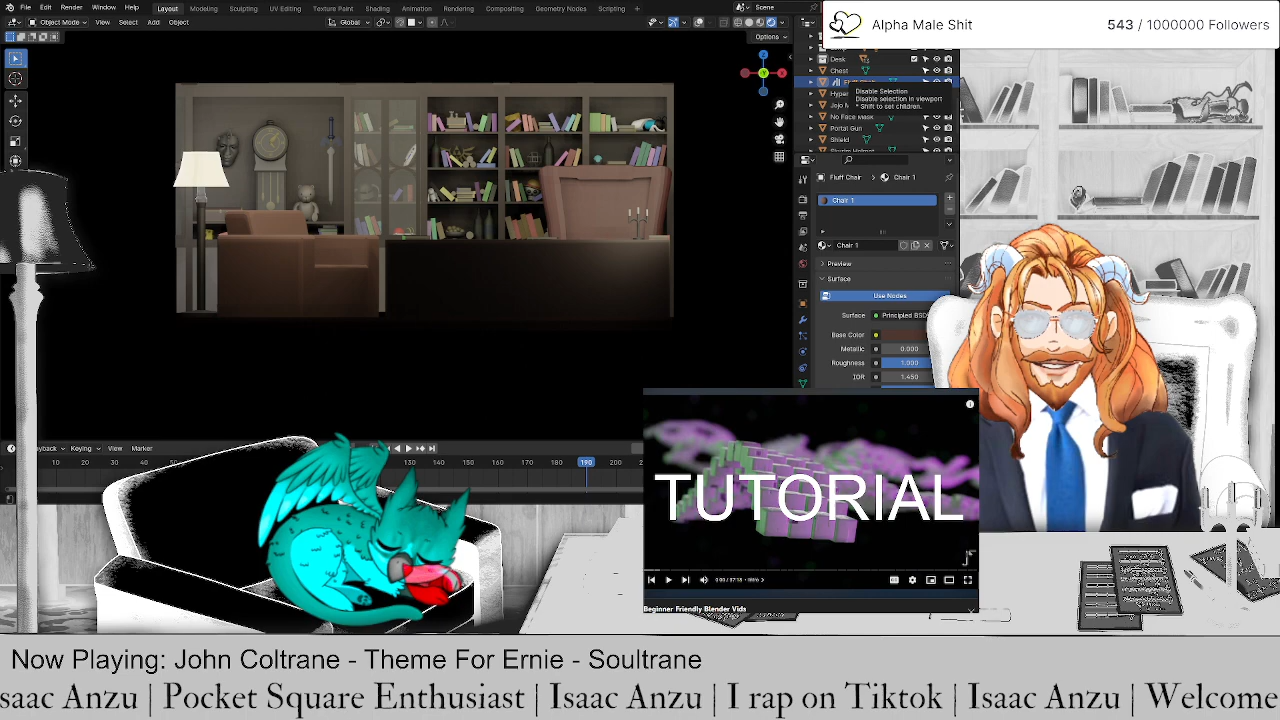 File Edit Render Window Help Layout Modeling Sculpting UV Editing Texture Paint Shading Animation Rendering Compositing Geometry Nodes Scripting + Scene
Alpha Male Shit 543 / 1000000 Followers
Object Mode View Select Add Object Global
Options
Desk
Chest
Disable Selection
Disable selection in viewport
* Shift to set children.
No Face Mask
Portal Gun
Shield
Fluff Chair > Chair 1
Chair 1
Chair 1
Preview
Surface
Use Nodes
Surface Principled BSD
Base Color
Metallic 0.000
Roughness 1.000
IOR 1.450
Keying View Marker
10 20 30 40 50 130 140 150 160 170 180 190 200
TUTORIAL
Beginner Friendly Blender Vids
Now Playing: John Coltrane - Theme For Ernie - Soultrane
saac Anzu | Pocket Square Enthusiast | Isaac Anzu | I rap on Tiktok | Isaac Anzu | Welcome